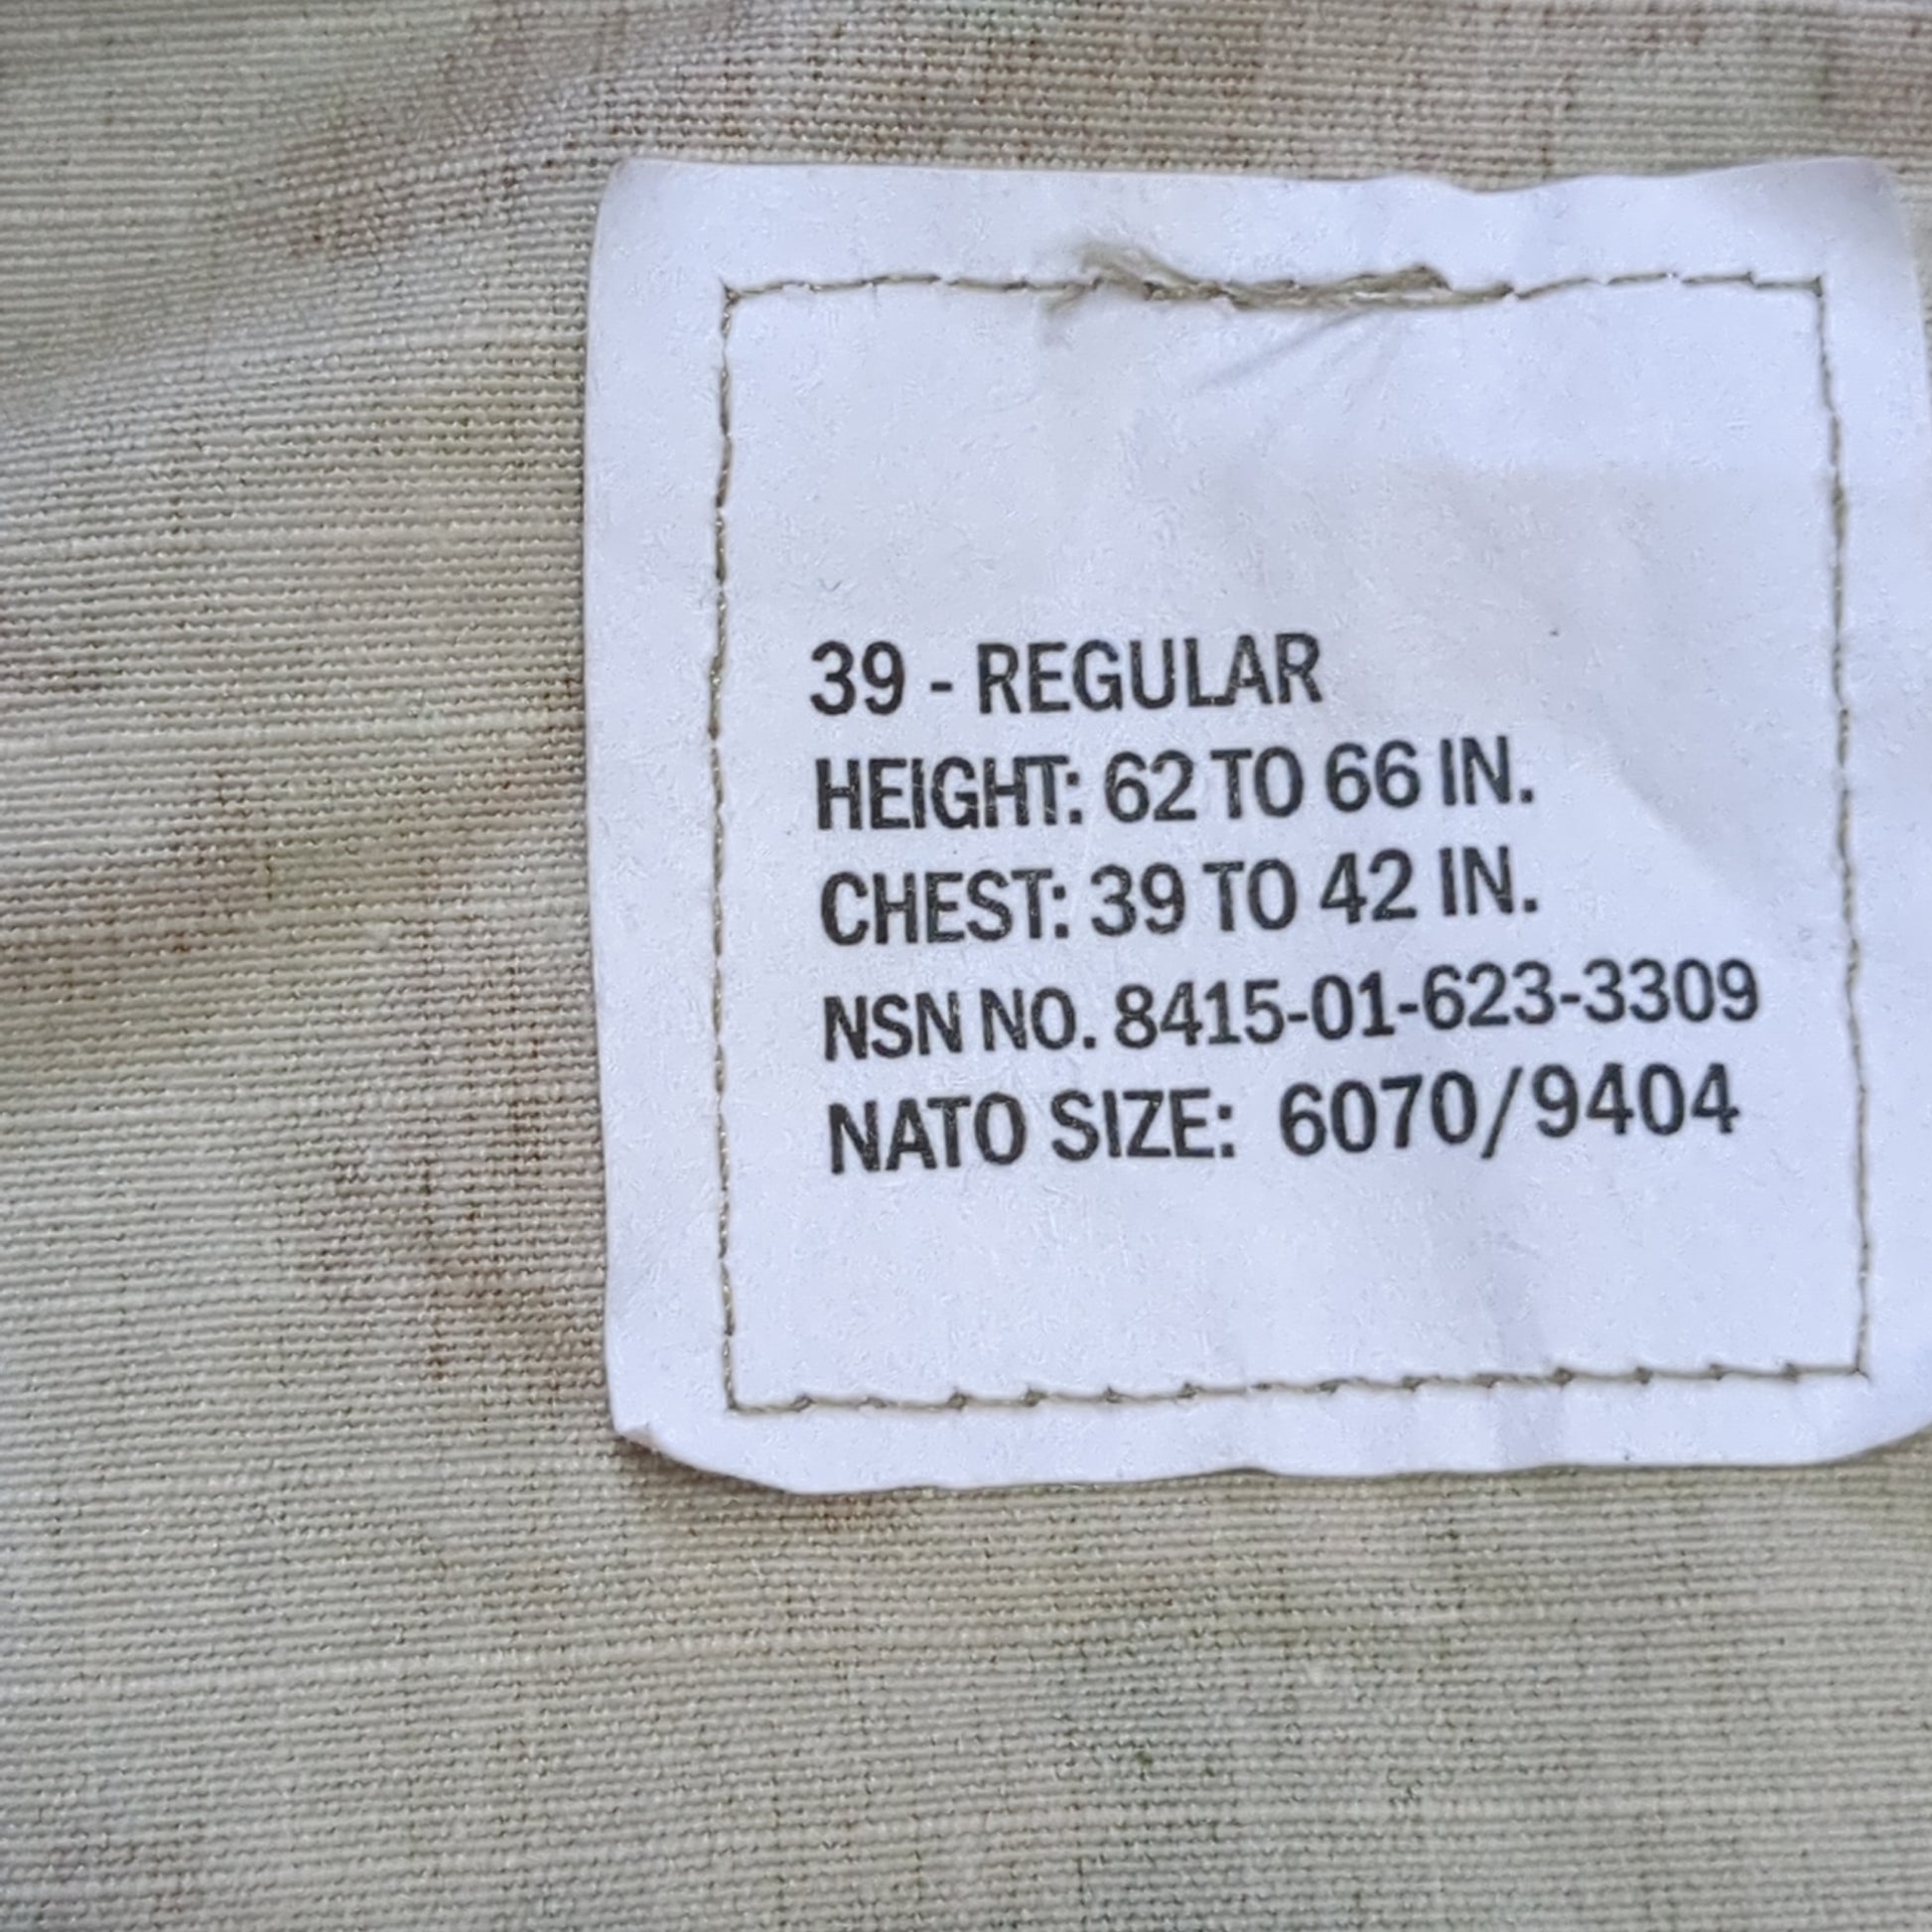 39 - REGULAR
HEIGHT: 62 TO 66 IN.
CHEST: 39 TO 42 IN.
NSN NO. 8415-01-623-3309
NATO SIZE: 6070/9404